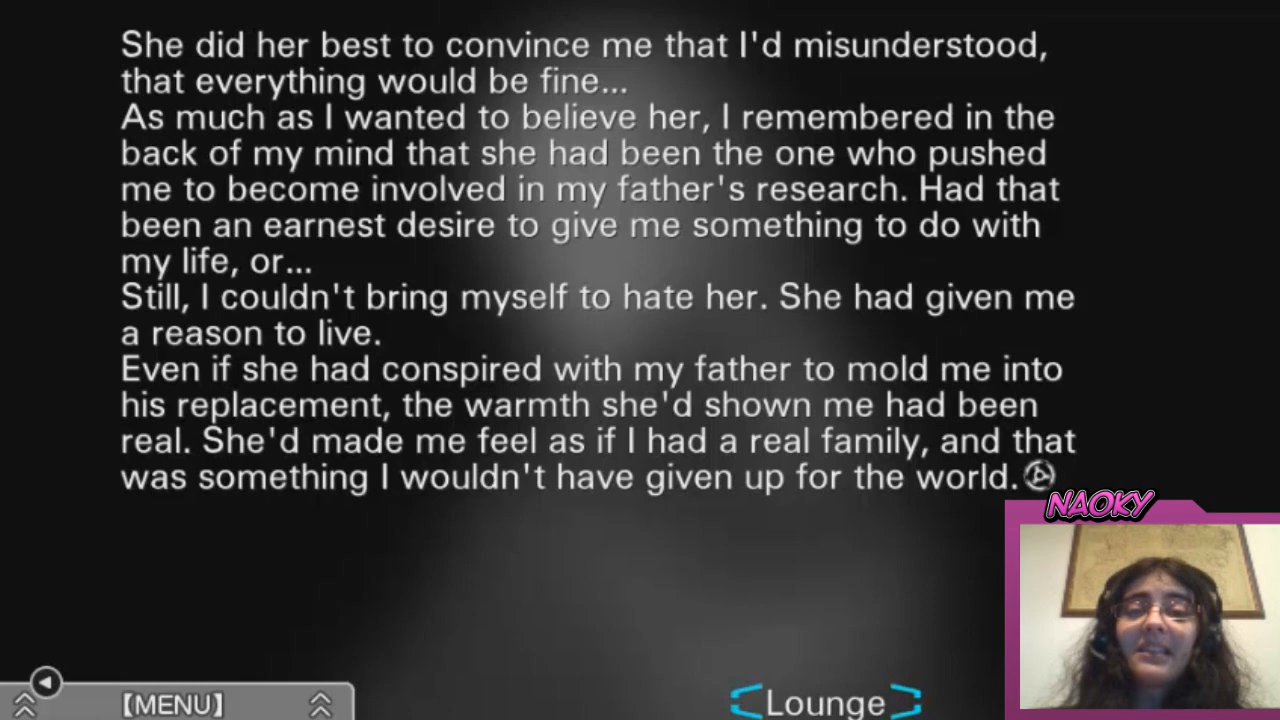 She did her best to convince me that I'd misunderstood,
that everything would be fine...
As much as I wanted to believe her, I remembered in the
back of my mind that she had been the one who pushed
me to become involved in my father's research. Had that
been an earnest desire to give me something to do with
my life, or...
Still, I couldn't bring myself to hate her. She had given me
a reason to live.
Even if she had conspired with my father to mold me into
his replacement, the warmth she'd shown me had been
real. She'd made me feel as if I had a real family, and that
was something I wouldn't have given up for the world.
NAOKY
【MENU】
Lounge